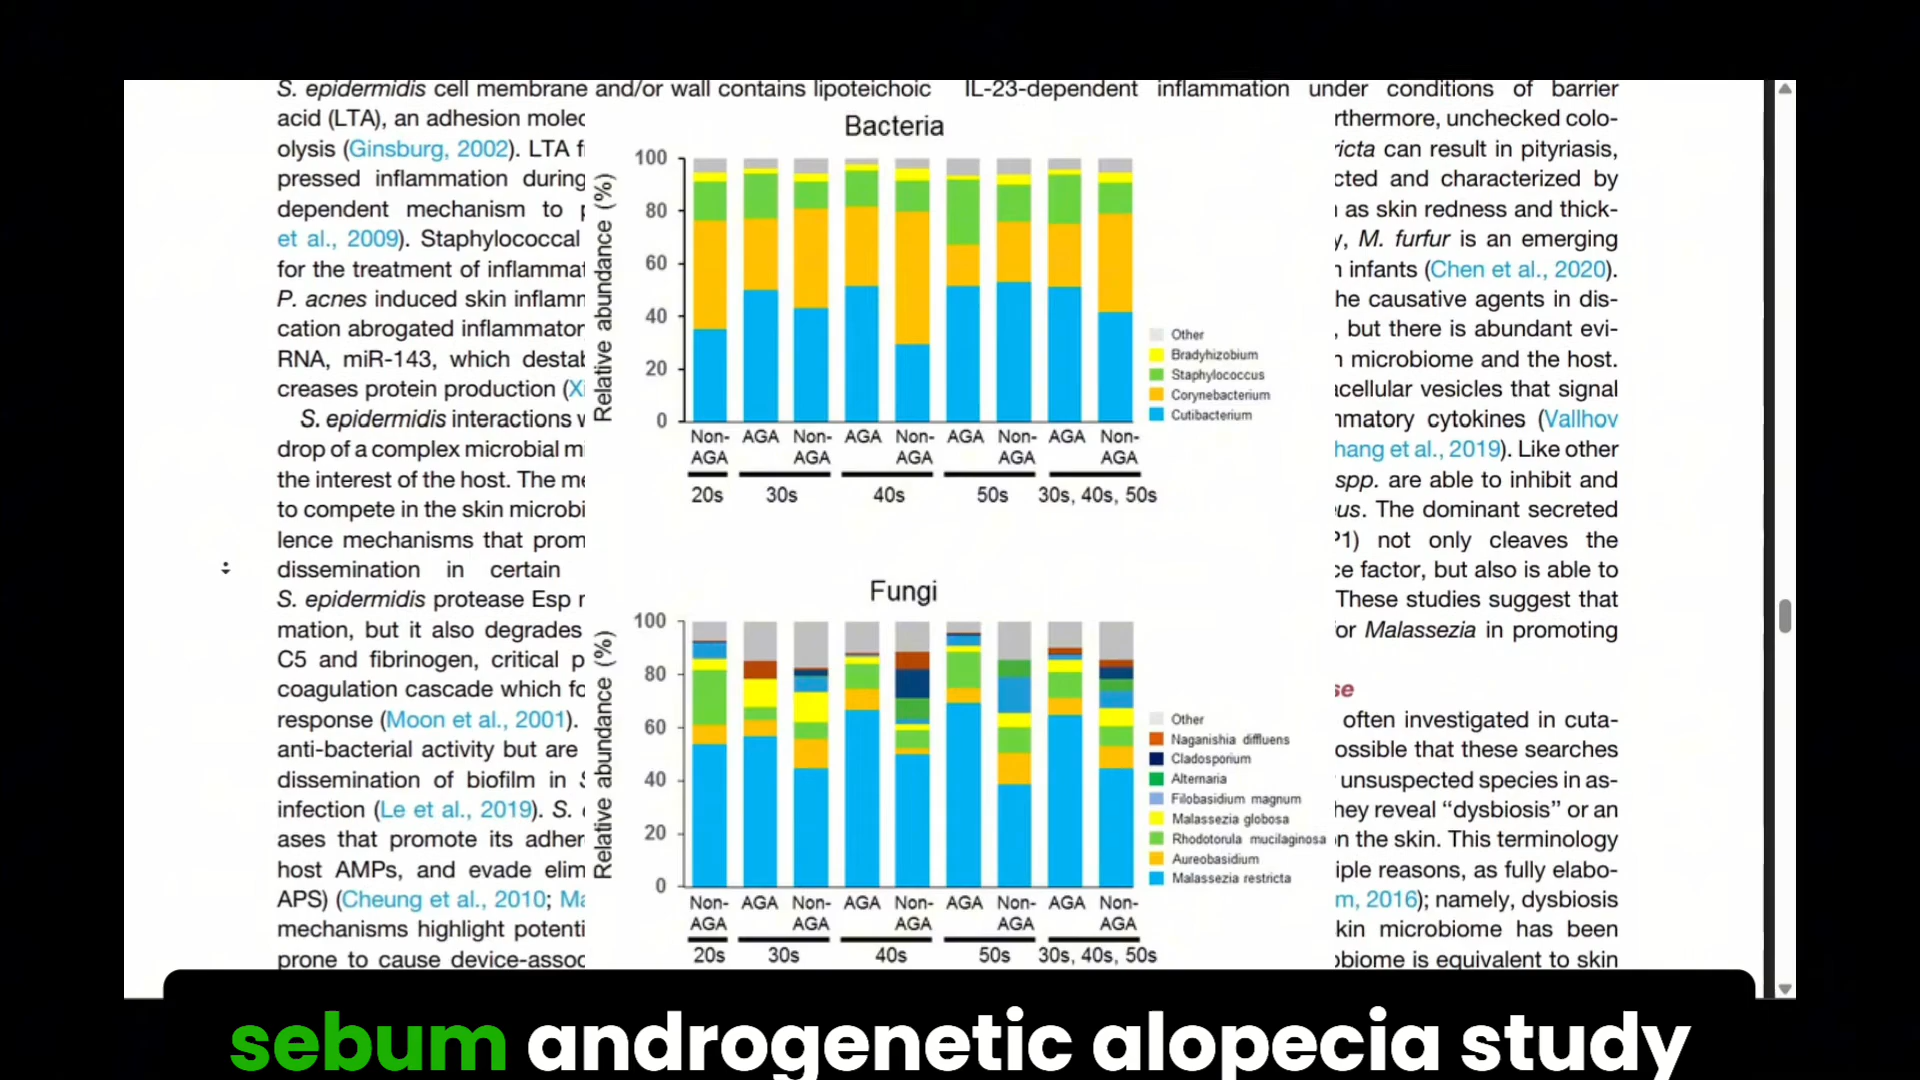 S. epidermidis cell membrane and/or wall contains lipoteichoic
acid (LTA), an adhesion molec
olysis (Ginsburg, 2002). LTA f
pressed inflammation during
dependent mechanism to
et al., 2009). Staphylococcal
for the treatment of inflammat
P. acnes induced skin inflamm
cation abrogated inflammator
RNA, miR-143, which destab
creases protein production (Xi
S. epidermidis interactions w
drop of a complex microbial mi
the interest of the host. The me
to compete in the skin microbi
lence mechanisms that prom
dissemination in certain
S. epidermidis protease Esp
mation, but it also degrades
C5 and fibrinogen, critical p
coagulation cascade which fo
response (Moon et al., 2001).
anti-bacterial activity but are
dissemination of biofilm in S
infection (Le et al., 2019). S.
ases that promote its adher
host AMPs, and evade elim
APS) (Cheung et al., 2010; Ma
mechanisms highlight potenti
prone to cause device-assoc
Bacteria
Relative abundance (%)
100
80
60
40
20
0
Other
Bradyhizobium
Staphylococcus
Corynebacterium
Cutibacterium
Non-AGA AGA Non-AGA AGA Non-AGA AGA Non-AGA AGA Non-AGA
20s 30s 40s 50s 30s, 40s, 50s
Fungi
Relative abundance (%)
100
80
60
40
20
0
Other
Naganishia diffluens
Cladosporium
Alternaria
Filobasidium magnum
Malassezia globosa
Rhodotorula mucilaginosa
Aureobasidium
Malassezia restricta
Non-AGA AGA Non-AGA AGA Non-AGA AGA Non-AGA AGA Non-AGA
20s 30s 40s 50s 30s, 40s, 50s
IL-23-dependent inflammation under conditions of barrier
rthermore, unchecked colo-
ricta can result in pityriasis,
cted and characterized by
as skin redness and thick-
y, M. furfur is an emerging
infants (Chen et al., 2020).
he causative agents in dis-
, but there is abundant evi-
microbiome and the host.
acellular vesicles that signal
mmatory cytokines (Vallhov
hang et al., 2019). Like other
spp. are able to inhibit and
us. The dominant secreted
P1) not only cleaves the
ce factor, but also is able to
These studies suggest that
or Malassezia in promoting
se
often investigated in cuta-
ossible that these searches
unsuspected species in as-
hey reveal “dysbiosis” or an
on the skin. This terminology
iple reasons, as fully elabo-
m, 2016); namely, dysbiosis
kin microbiome has been
obiome is equivalent to skin
sebum androgenetic alopecia study